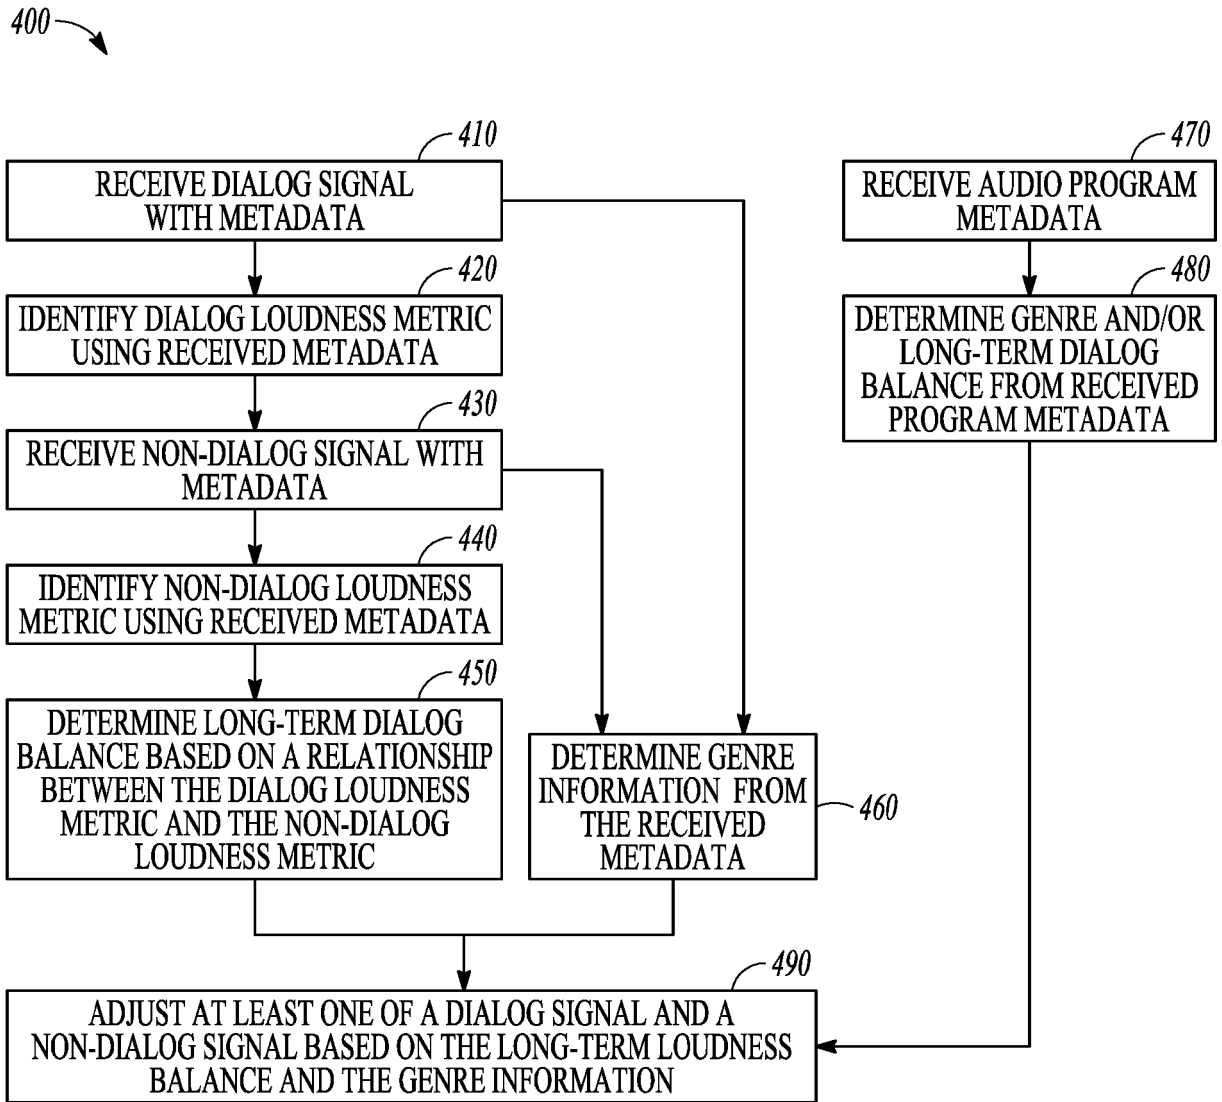 400
410
RECEIVE DIALOG SIGNAL
WITH METADATA
420
IDENTIFY DIALOG LOUDNESS METRIC
USING RECEIVED METADATA
430
RECEIVE NON-DIALOG SIGNAL WITH
METADATA
440
IDENTIFY NON-DIALOG LOUDNESS
METRIC USING RECEIVED METADATA
450
DETERMINE LONG-TERM DIALOG
BALANCE BASED ON A RELATIONSHIP
BETWEEN THE DIALOG LOUDNESS
METRIC AND THE NON-DIALOG
LOUDNESS METRIC
DETERMINE GENRE
INFORMATION FROM
THE RECEIVED
METADATA
460
470
RECEIVE AUDIO PROGRAM
METADATA
480
DETERMINE GENRE AND/OR
LONG-TERM DIALOG
BALANCE FROM RECEIVED
PROGRAM METADATA
490
ADJUST AT LEAST ONE OF A DIALOG SIGNAL AND A
NON-DIALOG SIGNAL BASED ON THE LONG-TERM LOUDNESS
BALANCE AND THE GENRE INFORMATION